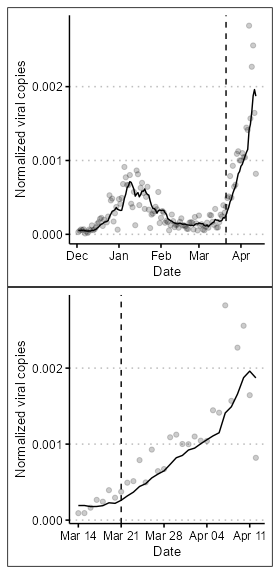 Normalized viral copies
0.002
0.001
0.000
Dec Jan Feb Mar Apr
Date
Normalized viral copies
0.002
0.001
0.000
Mar 14 Mar 21 Mar 28 Apr 04 Apr 11
Date